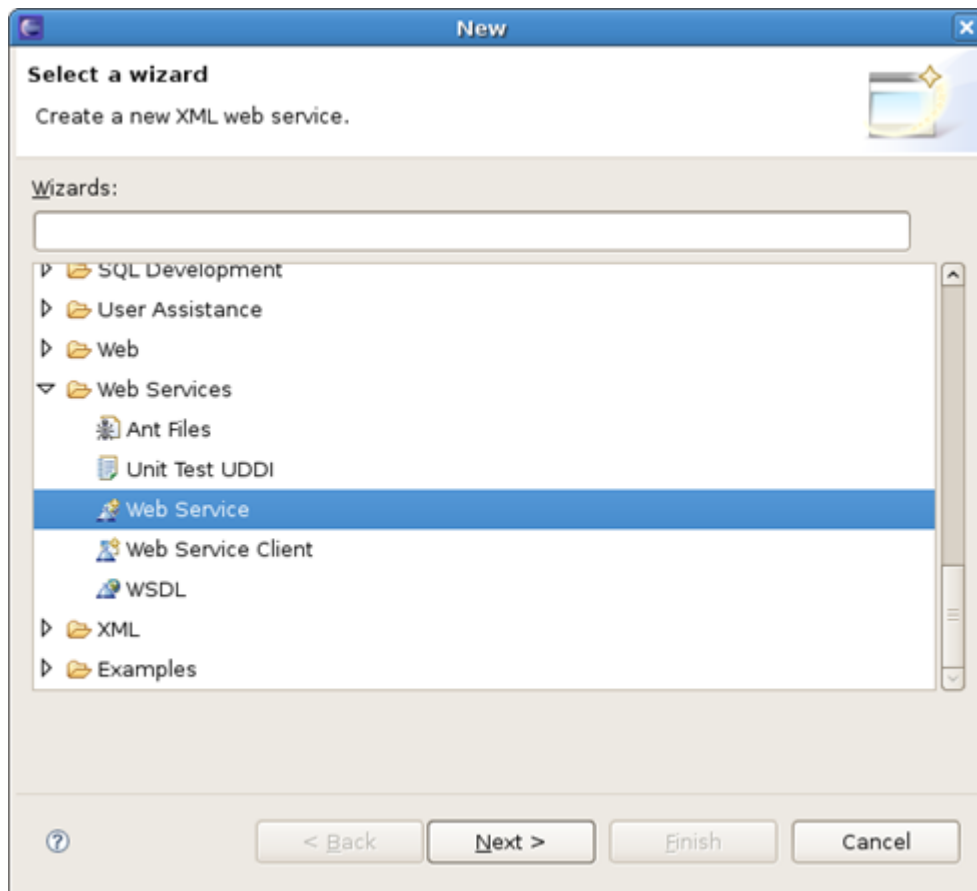 New
Select a wizard
Create a new XML web service.
Wizards:
SQL Development
User Assistance
Web
Web Services
Ant Files
Unit Test UDDI
Web Service
Web Service Client
WSDL
XML
Examples
< Back Next > Finish Cancel